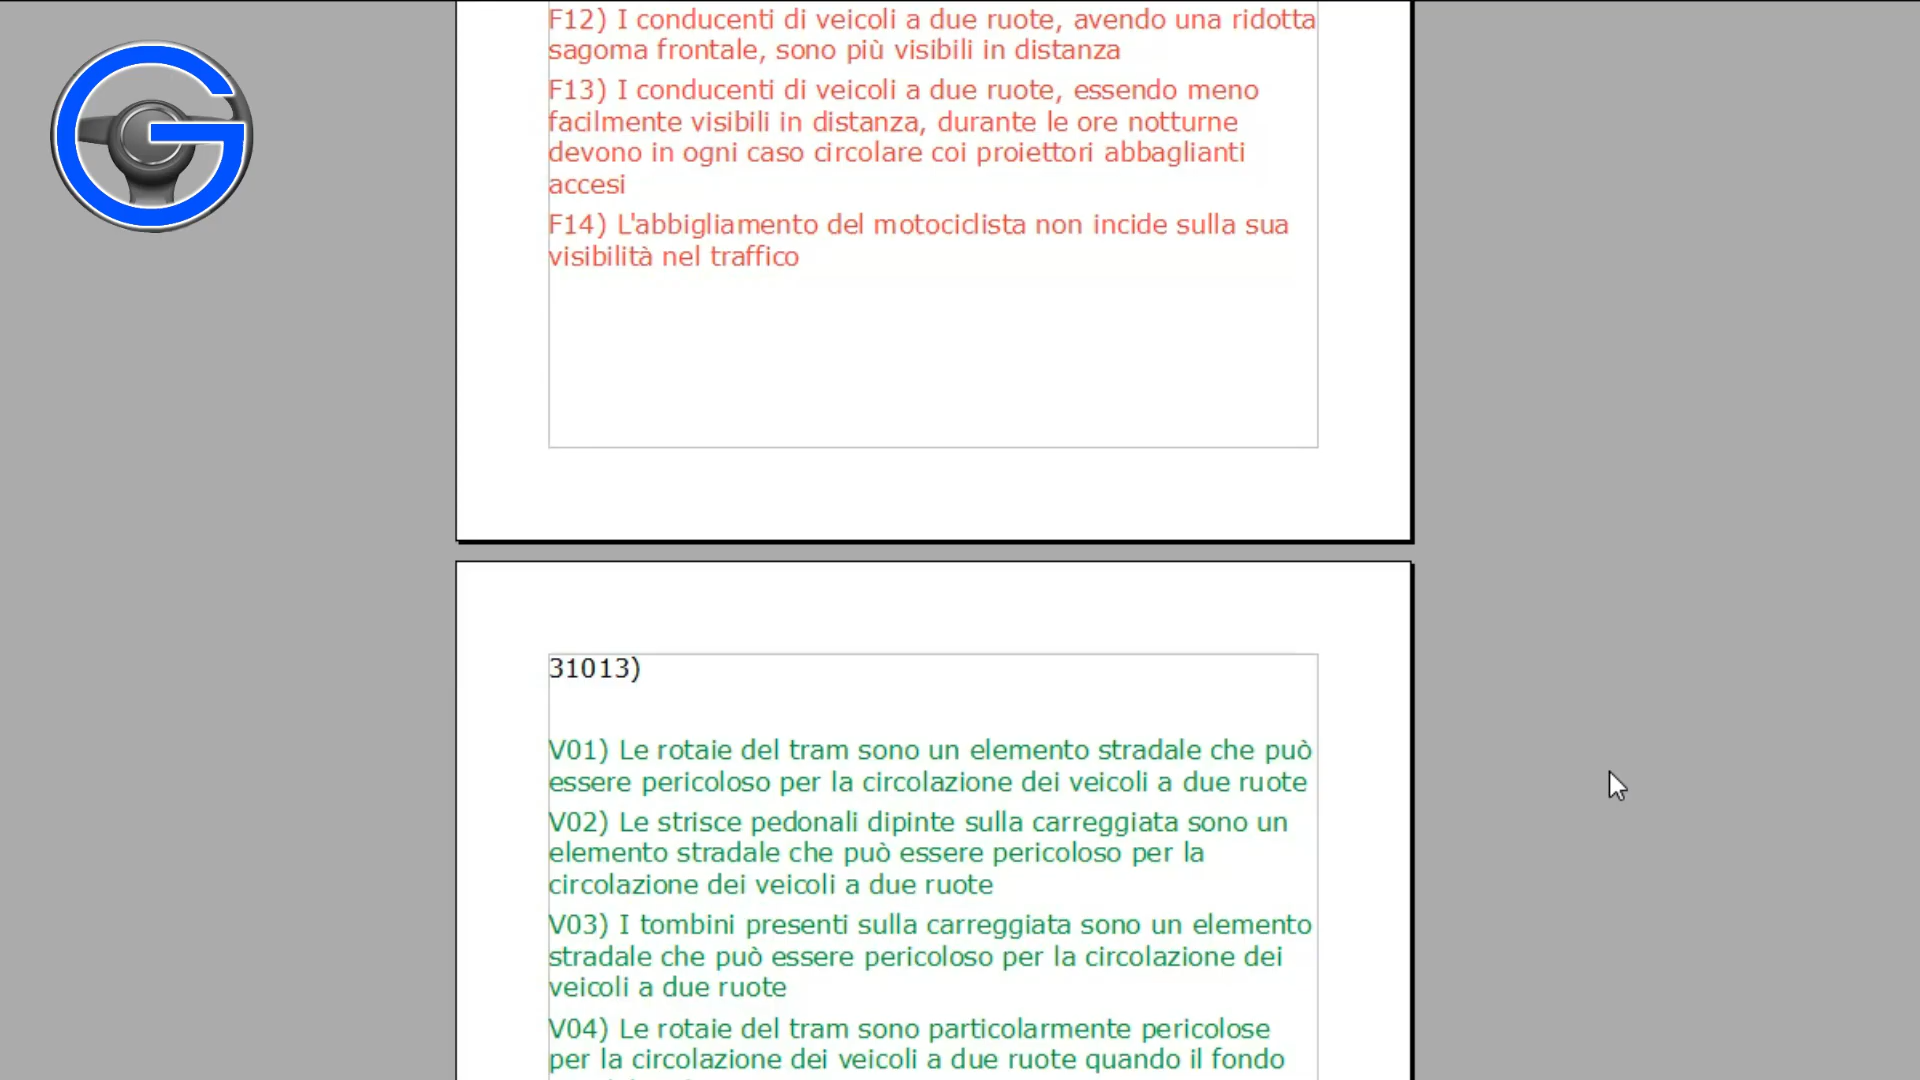 F12) I conducenti di veicoli a due ruote, avendo una ridotta
sagoma frontale, sono più visibili in distanza
F13) I conducenti di veicoli a due ruote, essendo meno
facilmente visibili in distanza, durante le ore notturne
devono in ogni caso circolare coi proiettori abbaglianti
accesi
F14) L'abbigliamento del motociclista non incide sulla sua
visibilità nel traffico
31013)
V01) Le rotaie del tram sono un elemento stradale che può
essere pericoloso per la circolazione dei veicoli a due ruote
V02) Le strisce pedonali dipinte sulla carreggiata sono un
elemento stradale che può essere pericoloso per la
circolazione dei veicoli a due ruote
V03) I tombini presenti sulla carreggiata sono un elemento
stradale che può essere pericoloso per la circolazione dei
veicoli a due ruote
V04) Le rotaie del tram sono particolarmente pericolose
per la circolazione dei veicoli a due ruote quando il fondo